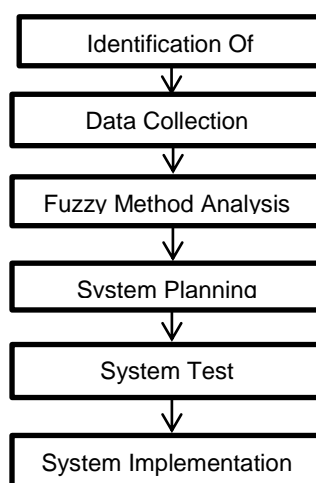 Identification Of
Data Collection
Fuzzy Method Analysis
System Planning
System Test
System Implementation